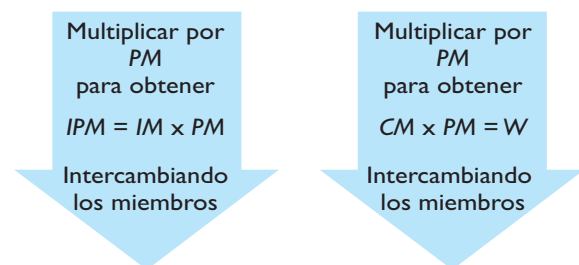 Multiplicar por
PM
para obtener
IPM = IM x PM
Intercambiando
los miembros
Multiplicar por
PM
para obtener
CM x PM = W
Intercambiando
los miembros